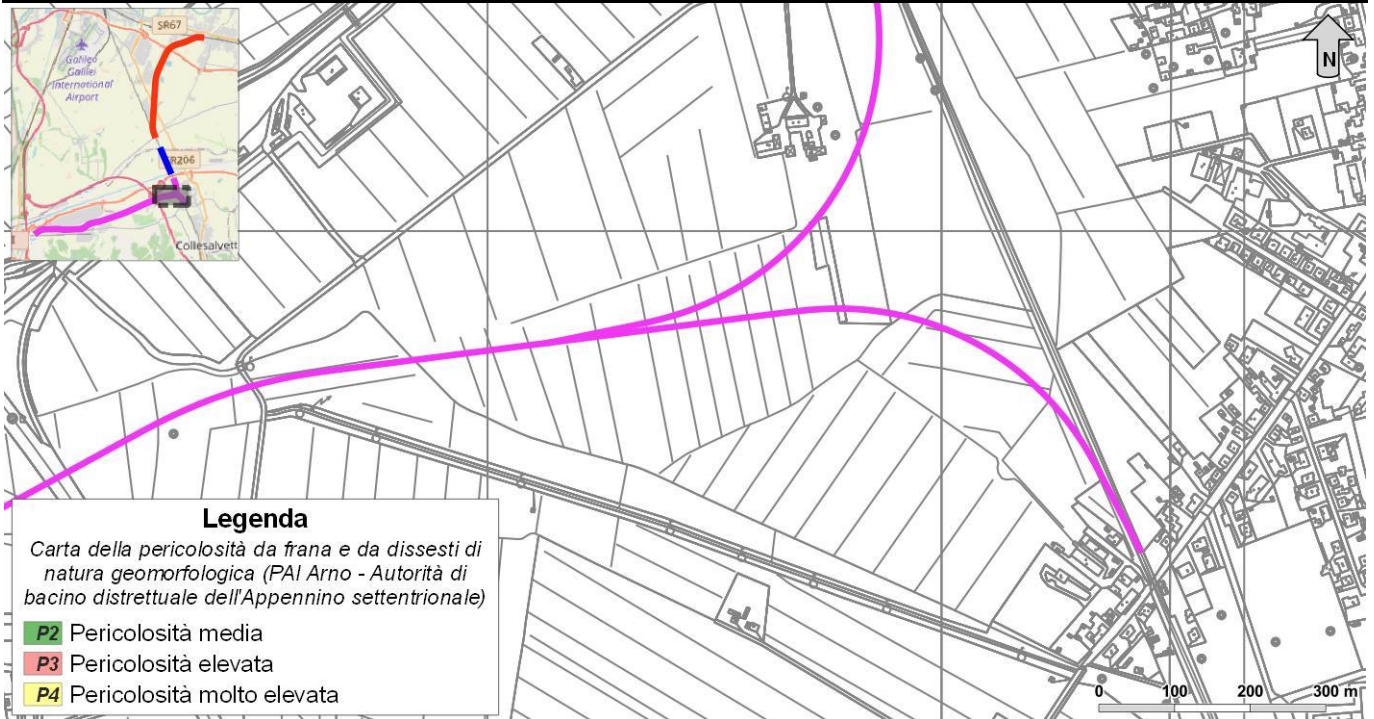 SR67
Galileo
Galilei
International
Airport
SR206
Collesalvett
N
Legenda
Carta della pericolosità da frana e da dissesti di
natura geomorfologica (PAI Arno - Autorità di
bacino distrettuale dell'Appennino settentrionale)
P2 Pericolosità media
P3 Pericolosità elevata
P4 Pericolosità molto elevata
0 100 200 300 m